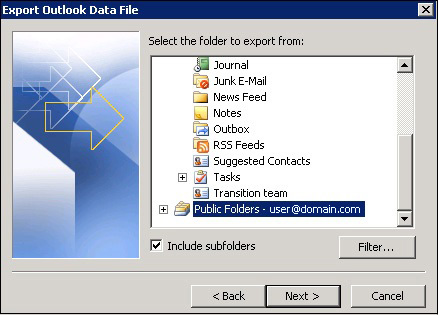 Export Outlook Data File
Select the folder to export from:
Journal
Junk E-Mail
News Feed
Notes
Outbox
RSS Feeds
Suggested Contacts
Tasks
Transition team
Public Folders - user@domain.com
Include subfolders
Filter...
< Back
Next >
Cancel